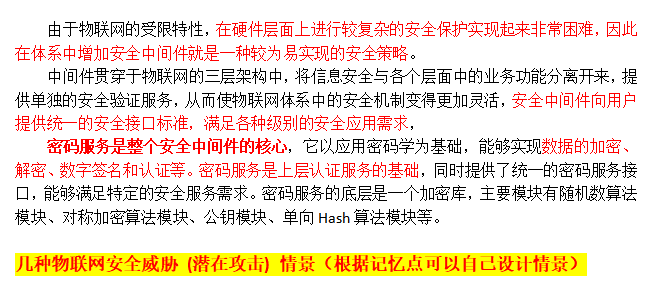 由于物联网的受限特性，在硬件层面上进行较复杂的安全保护实现起来非常困难，因此
在体系中增加安全中间件就是一种较为易实现的安全策略。
中间件贯穿于物联网的三层架构中，将信息安全与各个层面中的业务功能分离开来，提
供单独的安全验证服务，从而使物联网体系中的安全机制变得更加灵活，安全中间件向用户
提供统一的安全接口标准，满足各种级别的安全应用需求，
密码服务是整个安全中间件的核心，它以应用密码学为基础，能够实现数据的加密、
解密、数字签名和认证等。密码服务是上层认证服务的基础，同时提供了统一的密码服务接
口，能够满足特定的安全服务需求。密码服务的底层是一个加密库，主要模块有随机数算法
模块、对称加密算法模块、公钥模块、单向 Hash 算法模块等。
几种物联网安全威胁 (潜在攻击) 情景（根据记忆点可以自己设计情景）